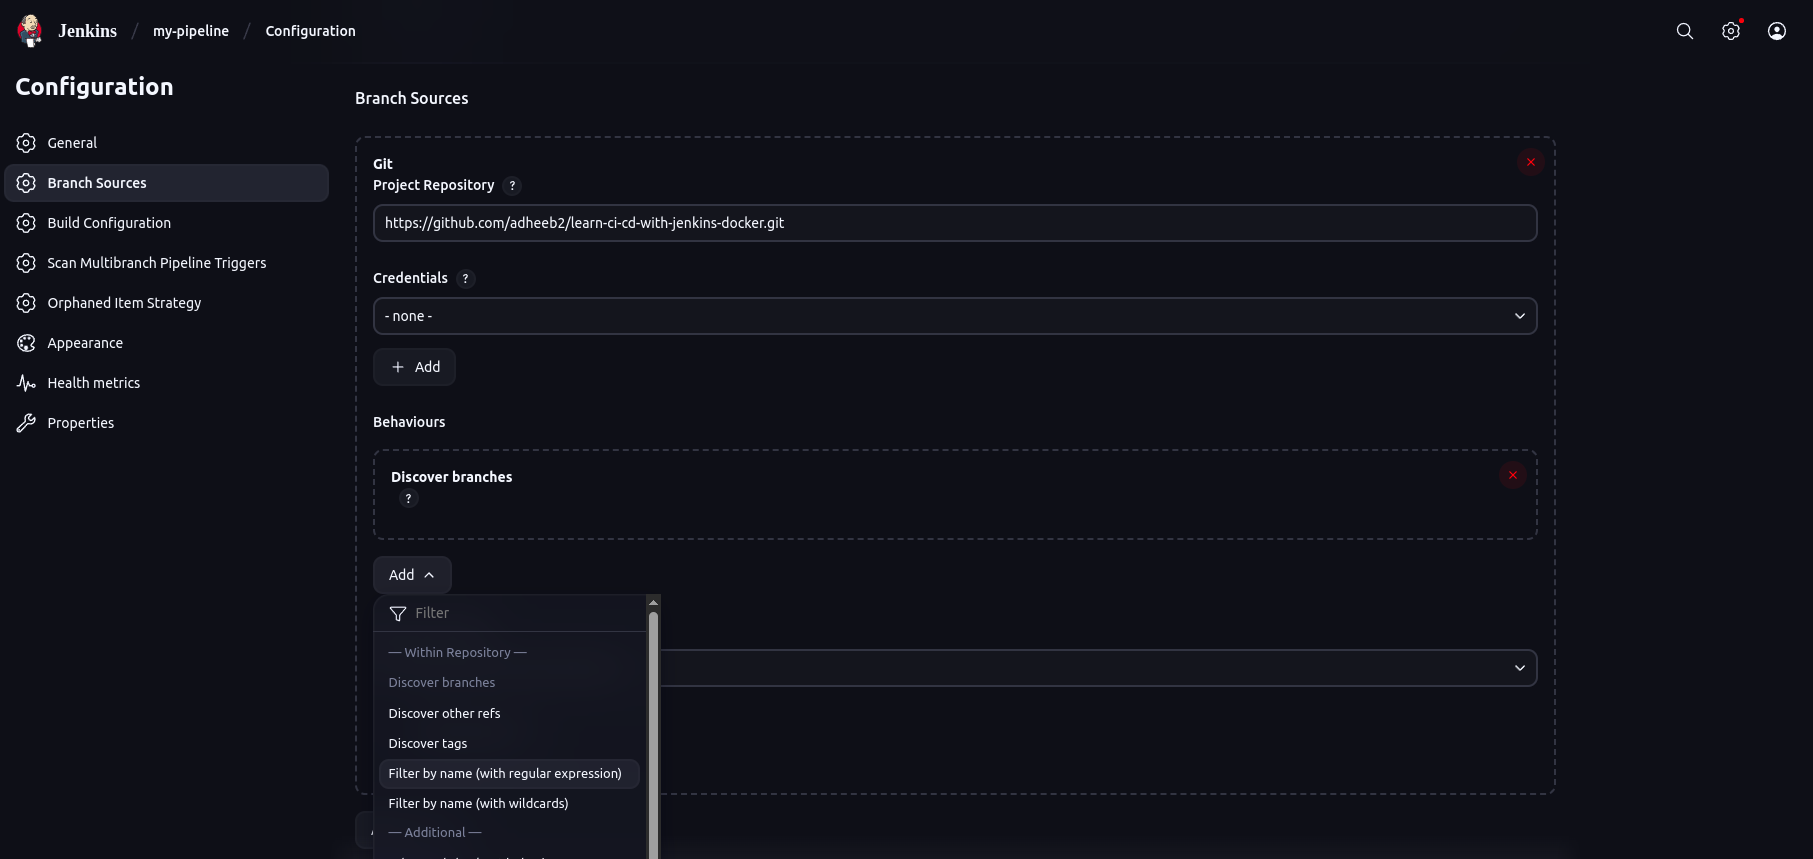 Jenkins / my-pipeline / Configuration
Configuration
General
Branch Sources
Build Configuration
Scan Multibranch Pipeline Triggers
Orphaned Item Strategy
Appearance
Health metrics
Properties
Branch Sources
Git
Project Repository ?
https://github.com/adheeb2/learn-ci-cd-with-jenkins-docker.git
Credentials ?
- none -
+ Add
Behaviours
Discover branches
?
Add
Filter
— Within Repository —
Discover branches
Discover other refs
Discover tags
Filter by name (with regular expression)
Filter by name (with wildcards)
— Additional —